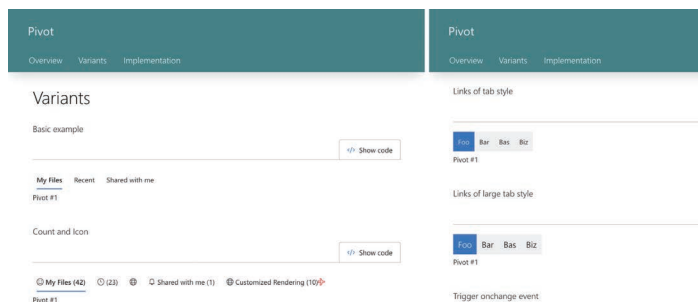 Pivot
Overview Variants Implementation
Variants
Basic example
</> Show code
My Files Recent Shared with me
Pivot #1
Count and Icon
</> Show code
My Files (42) (23) Shared with me (1) Customized Rendering (10)
Pivot #1
Pivot
Overview Variants Implementation
Links of tab style
Foo Bar Bas Biz
Pivot #1
Links of large tab style
Foo Bar Bas Biz
Pivot #1
Trigger onchange event